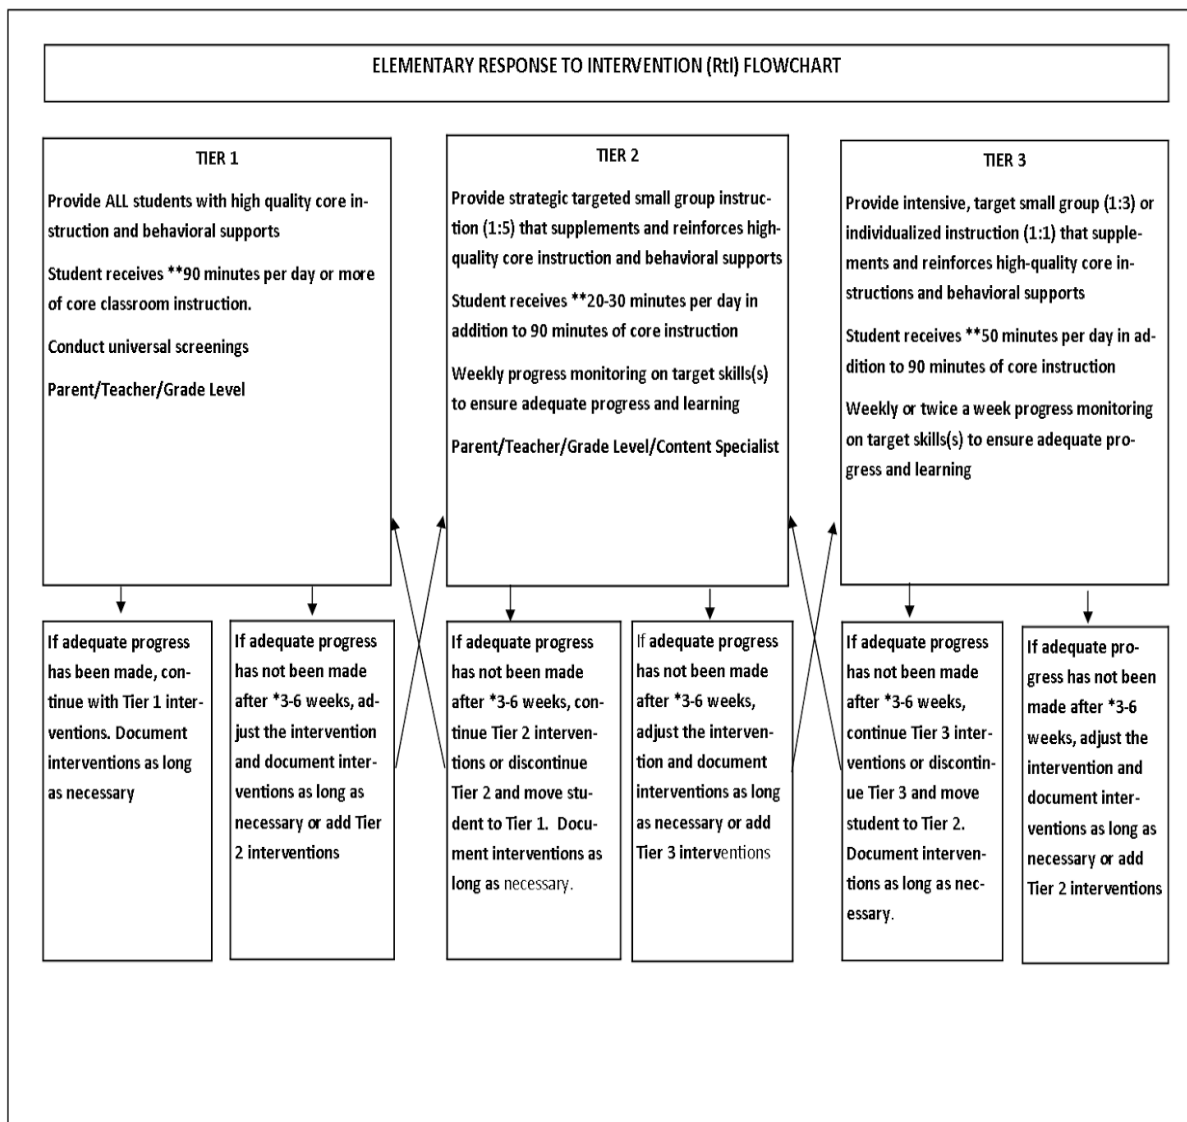 ELEMENTARY RESPONSE TO INTERVENTION (RtI) FLOWCHART
TIER 1
Provide ALL students with high quality core in-
struction and behavioral supports
Student receives **90 minutes per day or more
of core classroom instruction.
Conduct universal screenings
Parent/Teacher/Grade Level
TIER 2
Provide strategic targeted small group instruc-
tion (1:5) that supplements and reinforces high-
quality core instruction and behavioral supports
Student receives **20-30 minutes per day in
addition to 90 minutes of core instruction
Weekly progress monitoring on target skills(s)
to ensure adequate progress and learning
Parent/Teacher/Grade Level/Content Specialist
TIER 3
Provide intensive, target small group (1:3) or
individualized instruction (1:1) that supple-
ments and reinforces high-quality core in-
structions and behavioral supports
Student receives **50 minutes per day in ad-
dition to 90 minutes of core instruction
Weekly or twice a week progress monitoring
on target skills(s) to ensure adequate pro-
gress and learning
If adequate progress
has been made, con-
tinue with Tier 1 inter-
ventions. Document
interventions as long
as necessary
If adequate progress
has not been made
after *3-6 weeks, ad-
just the intervention
and document inter-
ventions as long as
necessary or add Tier
2 interventions
If adequate progress
has not been made
after *3-6 weeks, con-
tinue Tier 2 interven-
tions or discontinue
Tier 2 and move stu-
dent to Tier 1.  Docu-
ment interventions as
long as necessary.
If adequate progress
has not been made
after *3-6 weeks,
adjust the interven-
tion and document
interventions as long
as necessary or add
Tier 3 interventions
If adequate progress
has not been made
after *3-6 weeks,
continue Tier 3 inter-
ventions or discontin-
ue Tier 3 and move
student to Tier 2.
Document interven-
tions as long as nec-
essary.
If adequate pro-
gress has not been
made after *3-6
weeks, adjust the
intervention and
document inter-
ventions as long as
necessary or add
Tier 2 interventions